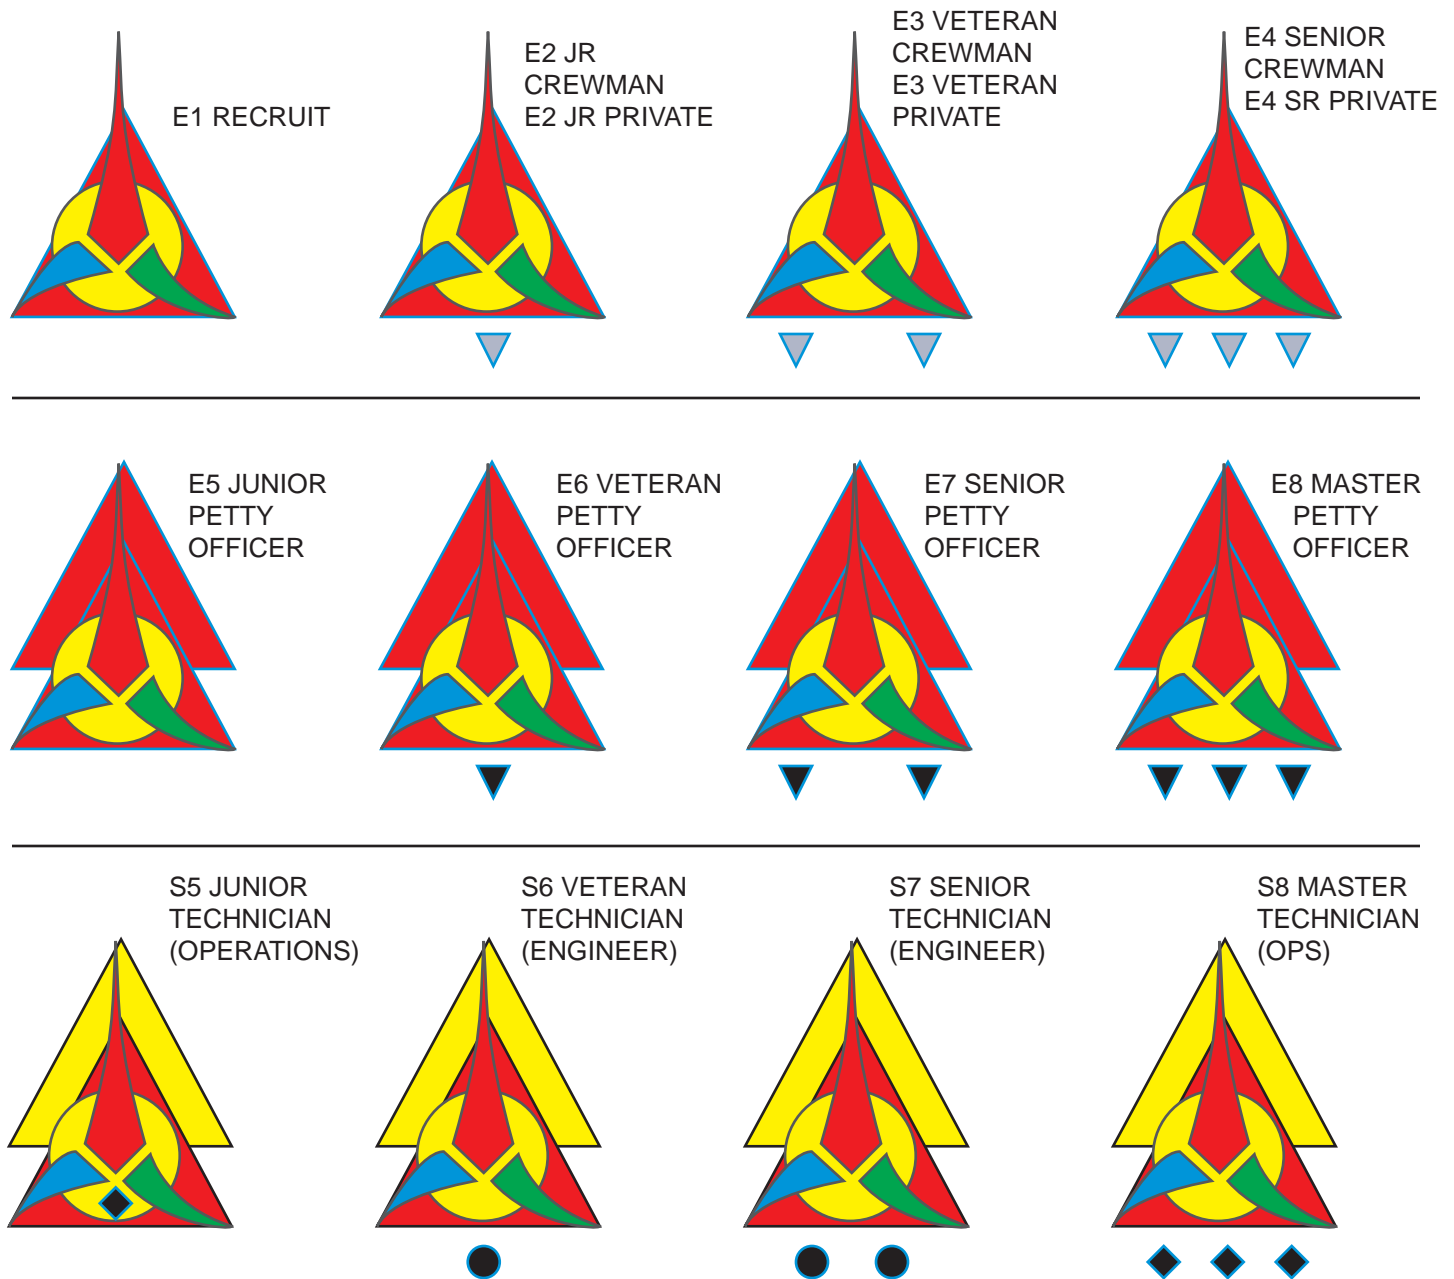 E1 RECRUIT
E2 JR
CREWMAN
E2 JR PRIVATE
E3 VETERAN
CREWMAN
E3 VETERAN
PRIVATE
E4 SENIOR
CREWMAN
E4 SR PRIVATE
E5 JUNIOR
PETTY
OFFICER
E6 VETERAN
PETTY
OFFICER
E7 SENIOR
PETTY
OFFICER
E8 MASTER
PETTY
OFFICER
S5 JUNIOR
TECHNICIAN
(OPERATIONS)
S6 VETERAN
TECHNICIAN
(ENGINEER)
S7 SENIOR
TECHNICIAN
(ENGINEER)
S8 MASTER
TECHNICIAN
(OPS)